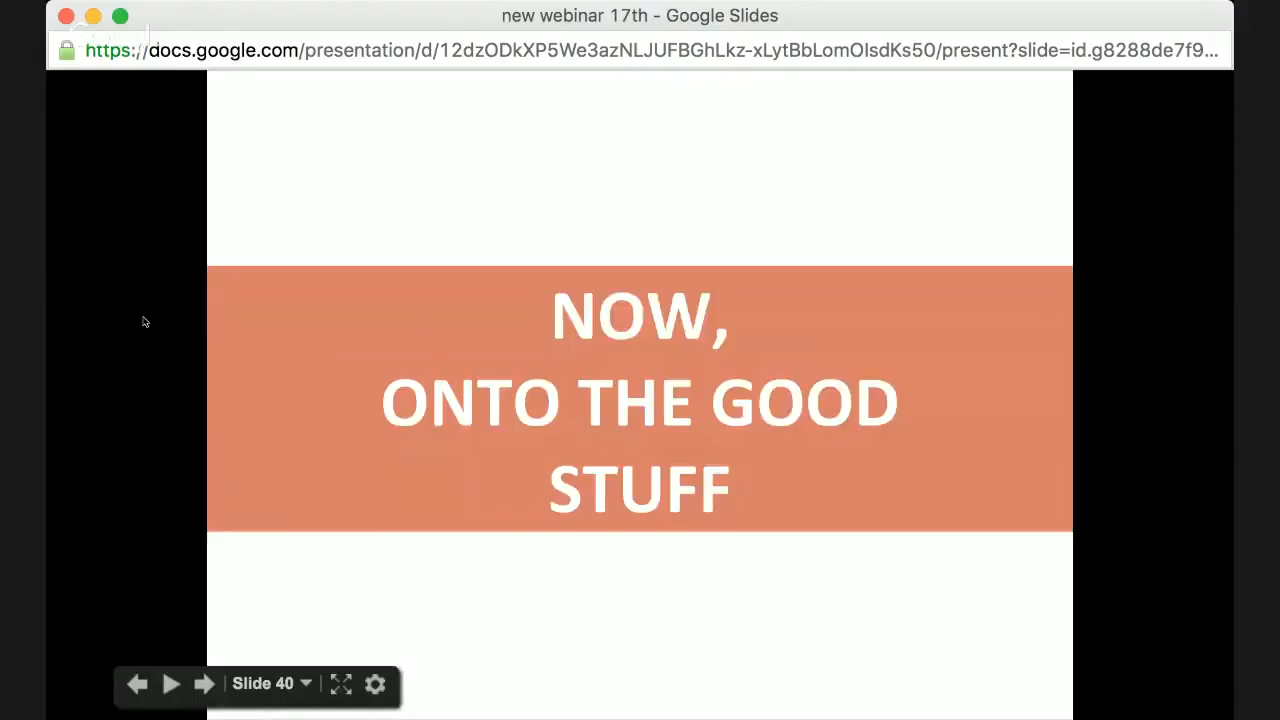 new webinar 17th - Google Slides
https://docs.google.com/presentation/d/12dzODkXP5We3azNLJUFBGhLkz-xLytBbLomOIsdKs50/present?slide=id.g8288de7f9...
NOW,
ONTO THE GOOD
STUFF
Slide 40